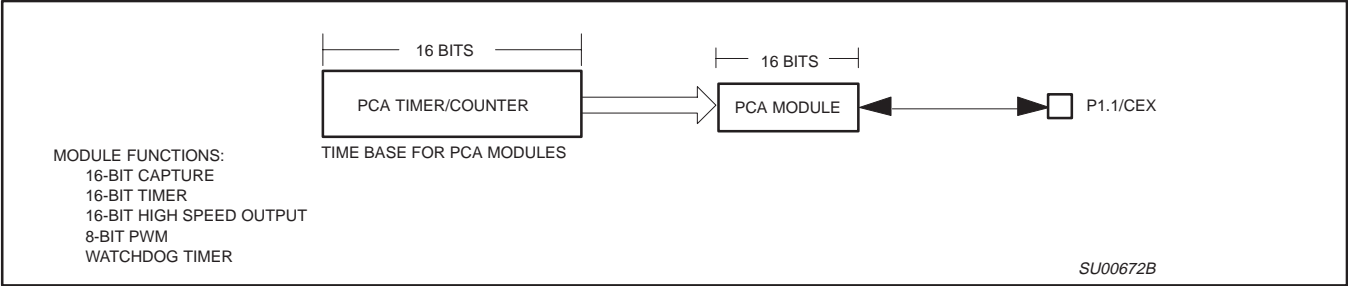 16 BITS
16 BITS
PCA TIMER/COUNTER
PCA MODULE
P1.1/CEX
TIME BASE FOR PCA MODULES
MODULE FUNCTIONS:
16-BIT CAPTURE
16-BIT TIMER
16-BIT HIGH SPEED OUTPUT
8-BIT PWM
WATCHDOG TIMER
SU00672B